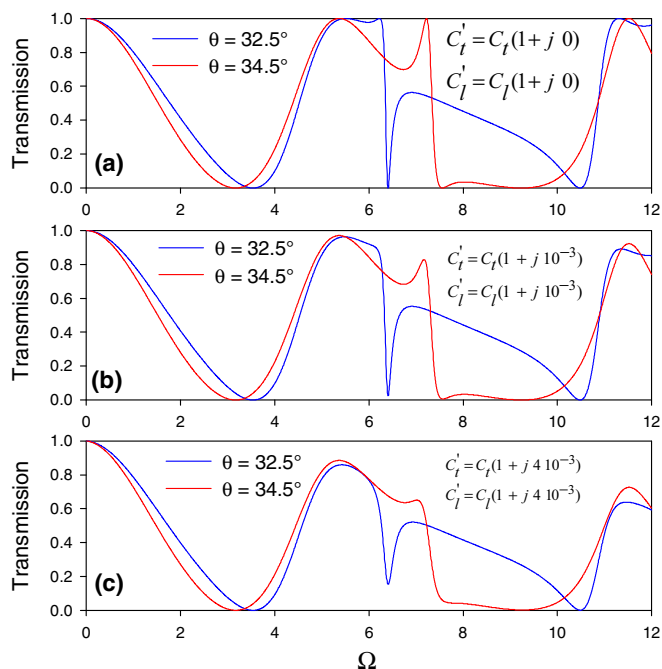 1.0
0.8
0.6
0.4
0.2
0.0
Transmission
(a)
θ = 32.5°
θ = 34.5°
C't = Ct(1+ j 0)
C'l = Cl(1+ j 0)
0 2 4 6 8 10 12
1.0
0.8
0.6
0.4
0.2
0.0
Transmission
(b)
θ = 32.5°
θ = 34.5°
C't = Ct(1 + j 10⁻³)
C'l = Cl(1 + j 10⁻³)
0 2 4 6 8 10 12
1.0
0.8
0.6
0.4
0.2
0.0
Transmission
(c)
θ = 32.5°
θ = 34.5°
C't = Ct(1 + j 4 10⁻³)
C'l = Cl(1 + j 4 10⁻³)
0 2 4 6 8 10 12
Ω